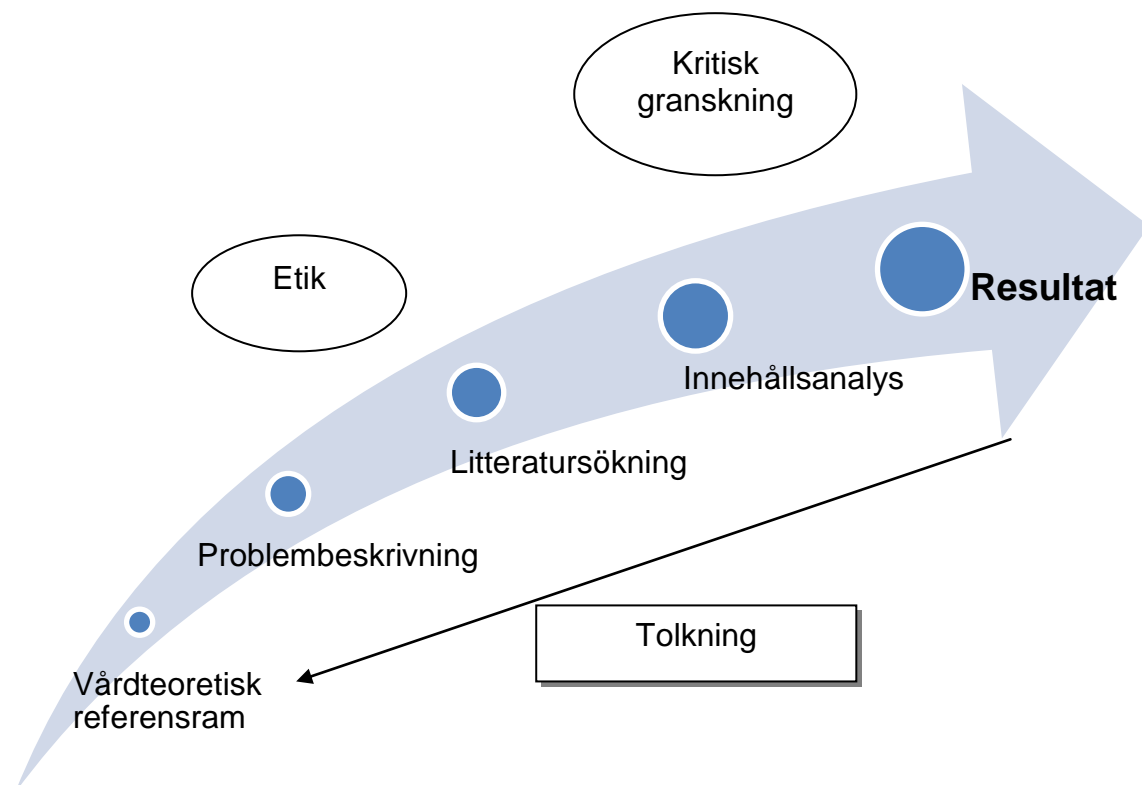 Kritisk
granskning
Etik
Resultat
Innehållsanalys
Litteratursökning
Problembeskrivning
Tolkning
Vårdteoretisk
referensram